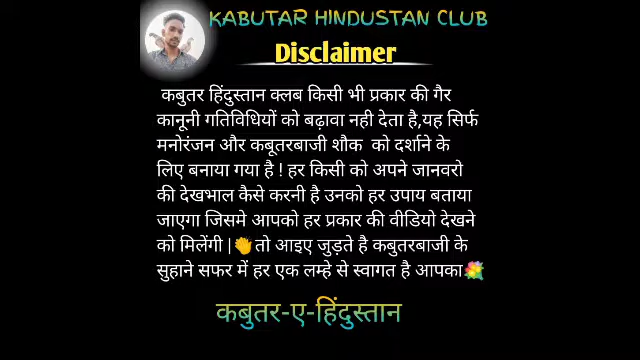 KABUTAR HINDUSTAN CLUB
Disclaimer
कबुतर हिंदुस्तान क्लब किसी भी प्रकार की गैर
कानूनी गतिविधियों को बढ़ावा नही देता है,यह सिर्फ
मनोरंजन और कबूतरबाजी शौक को दर्शाने के
लिए बनाया गया है ! हर किसी को अपने जानवरो
की देखभाल कैसे करनी है उनको हर उपाय बताया
जाएगा जिसमे आपको हर प्रकार की वीडियो देखने
को मिलेंगी |👏तो आइए जुड़ते है कबुतरबाजी के
सुहाने सफर में हर एक लम्हे से स्वागत है आपका💐
कबुतर-ए-हिंदुस्तान